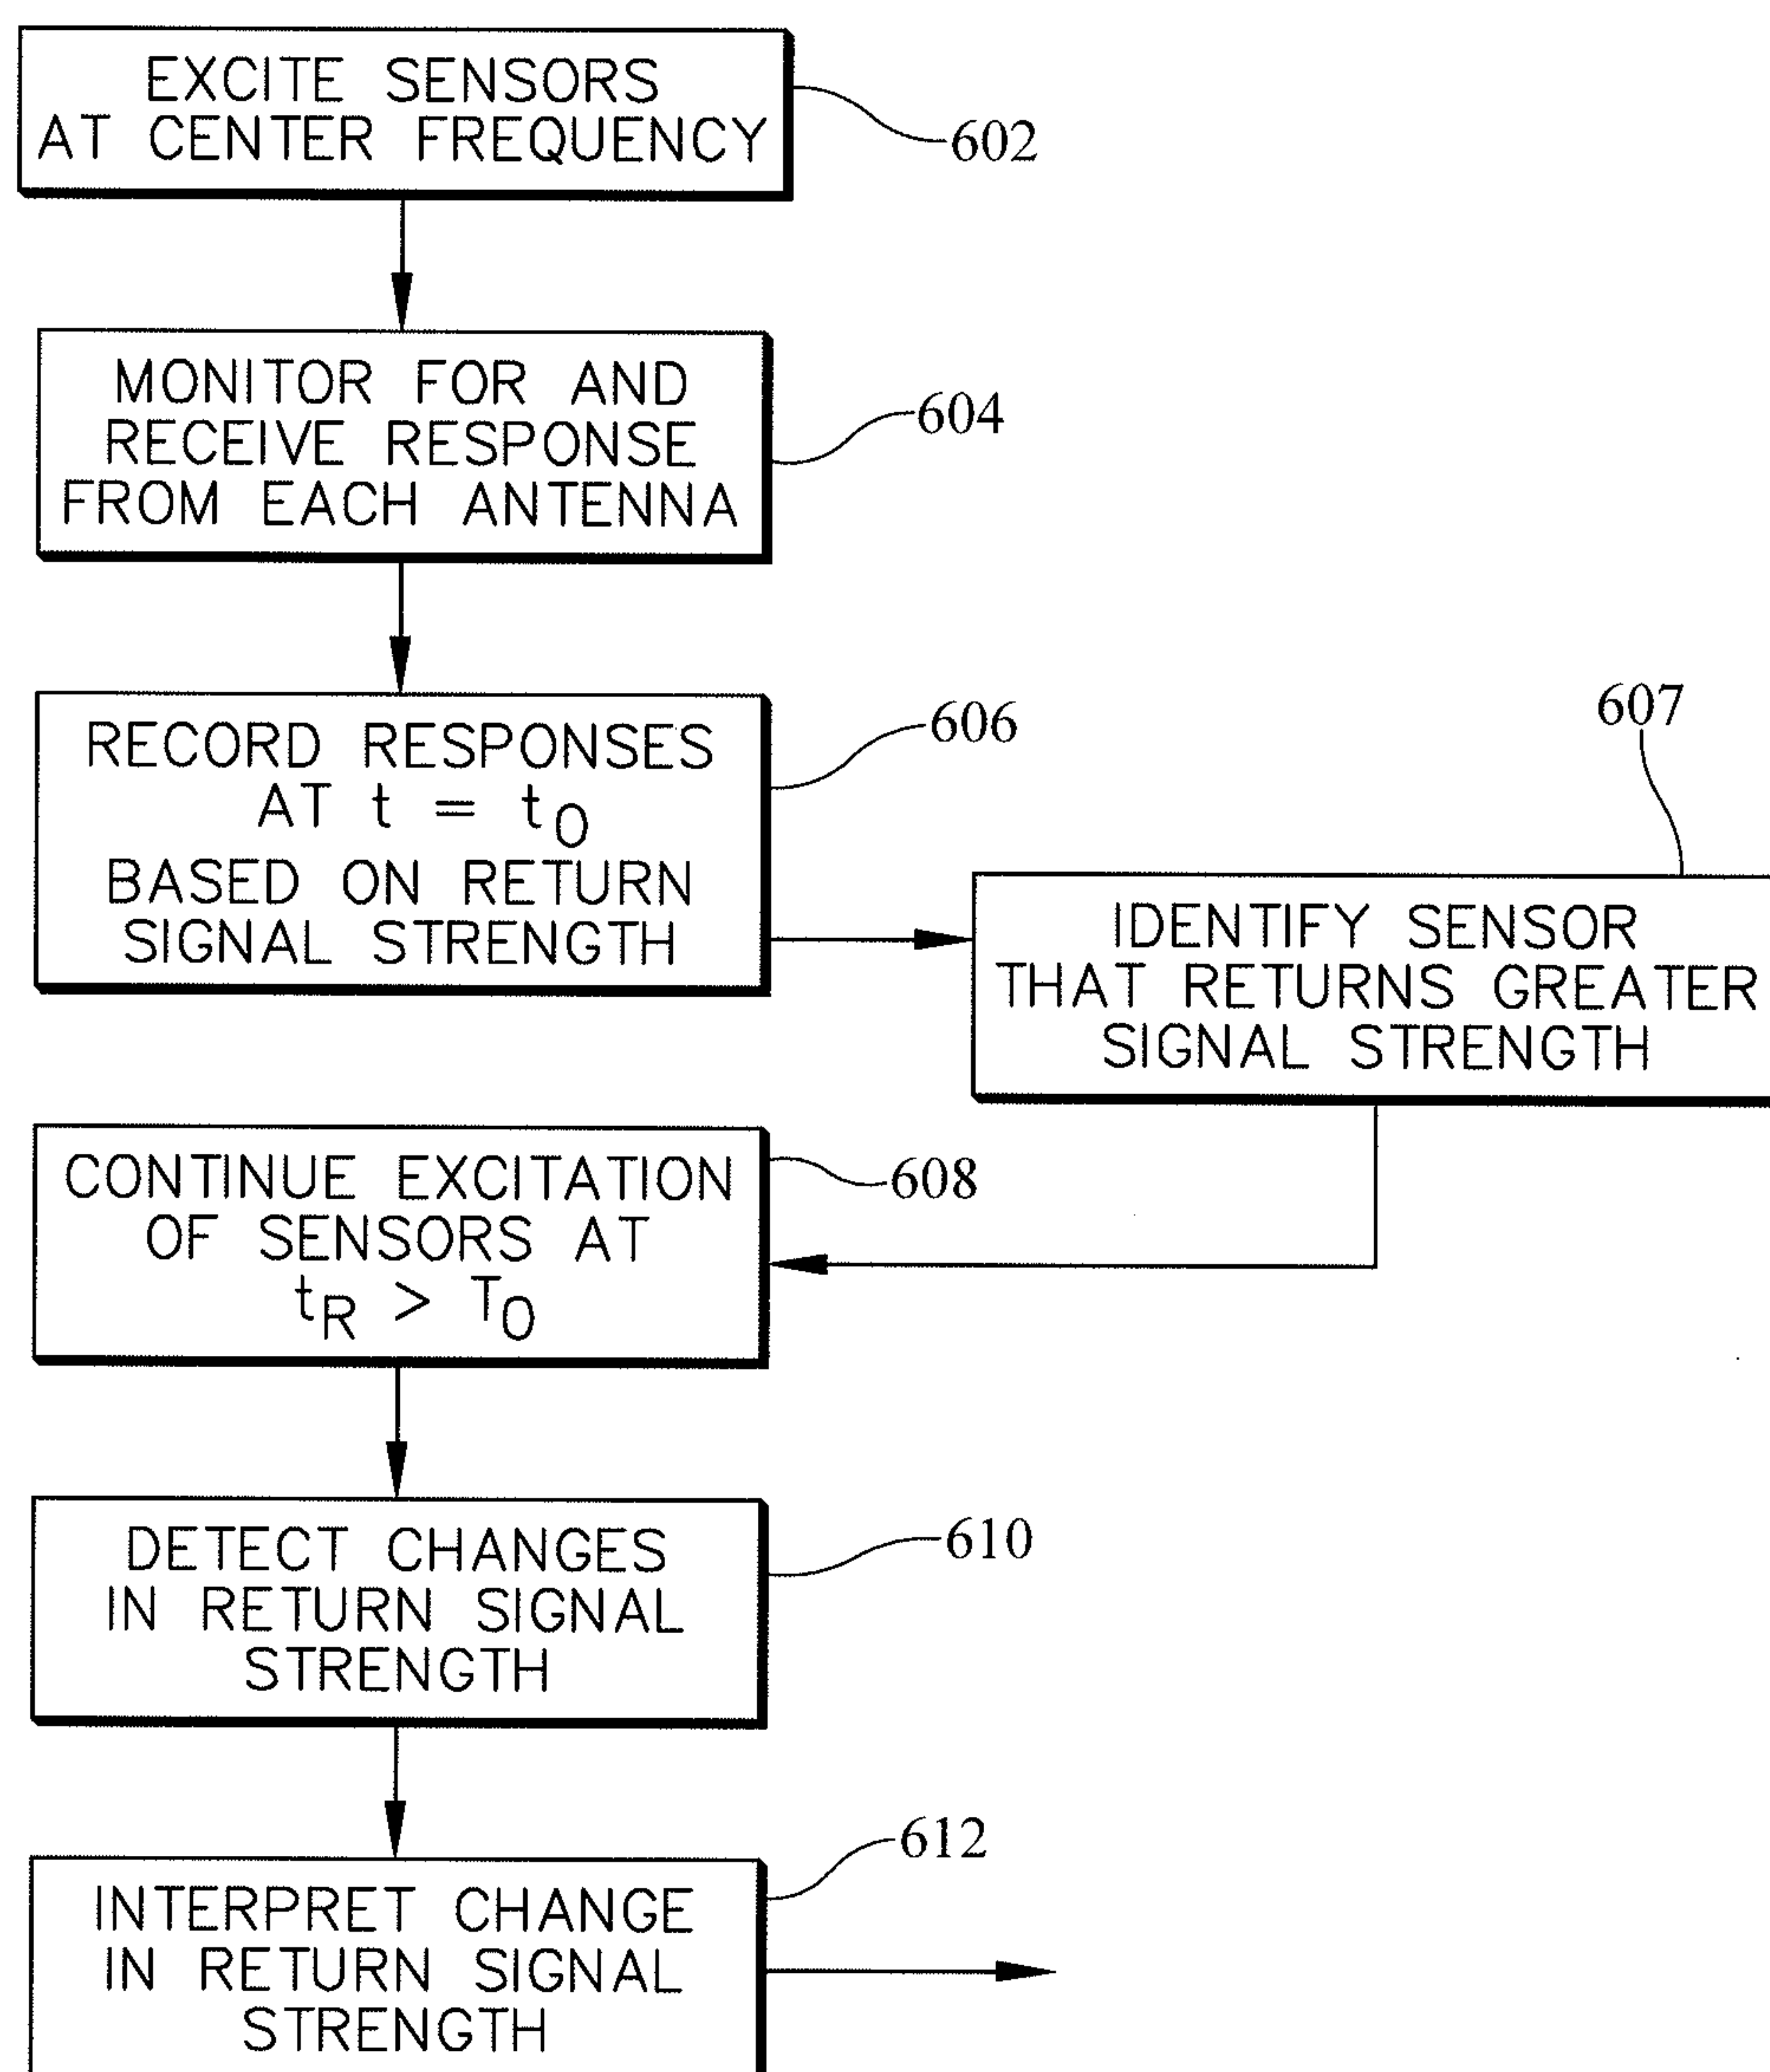 EXCITE SENSORS
AT CENTER FREQUENCY
602
MONITOR FOR AND
RECEIVE RESPONSE
FROM EACH ANTENNA
604
RECORD RESPONSES
AT t = t0
BASED ON RETURN
SIGNAL STRENGTH
606
607
IDENTIFY SENSOR
THAT RETURNS GREATER
SIGNAL STRENGTH
CONTINUE EXCITATION
OF SENSORS AT
tR > T0
608
DETECT CHANGES
IN RETURN SIGNAL
STRENGTH
610
INTERPRET CHANGE
IN RETURN SIGNAL
STRENGTH
612